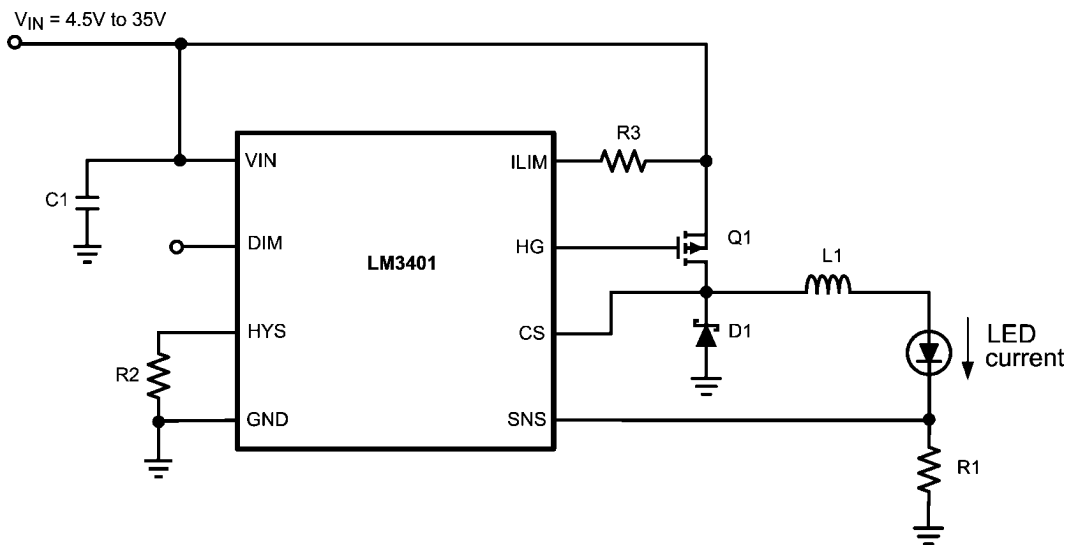 VIN = 4.5V to 35V
R3
VIN
ILIM
C1
DIM
HG
Q1
LM3401
L1
HYS
CS
D1
LED
current
R2
GND
SNS
R1